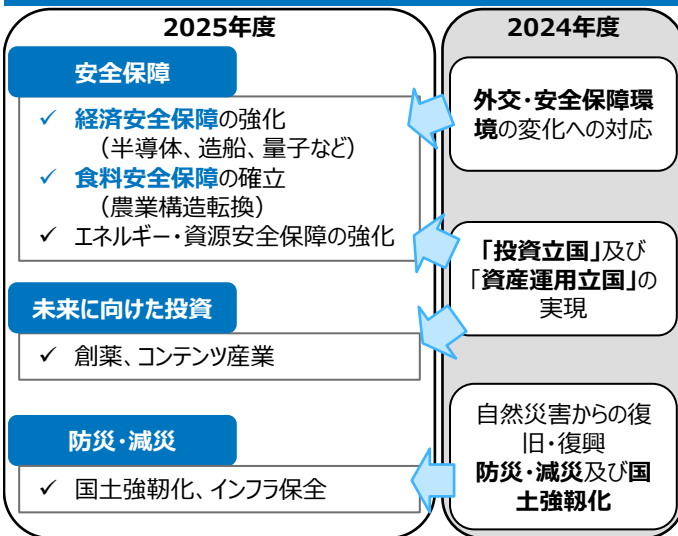 2025年度
安全保障
✓ 経済安全保障の強化
（半導体、造船、量子など）
✓ 食料安全保障の確立
（農業構造転換）
✓ エネルギー・資源安全保障の強化
未来に向けた投資
✓ 創薬、コンテンツ産業
防災・減災
✓ 国土強靭化、インフラ保全
2024年度
外交・安全保障環
境の変化への対応
「投資立国」及び
「資産運用立国」の
実現
自然災害からの復
旧・復興
防災・減災及び国
土強靱化